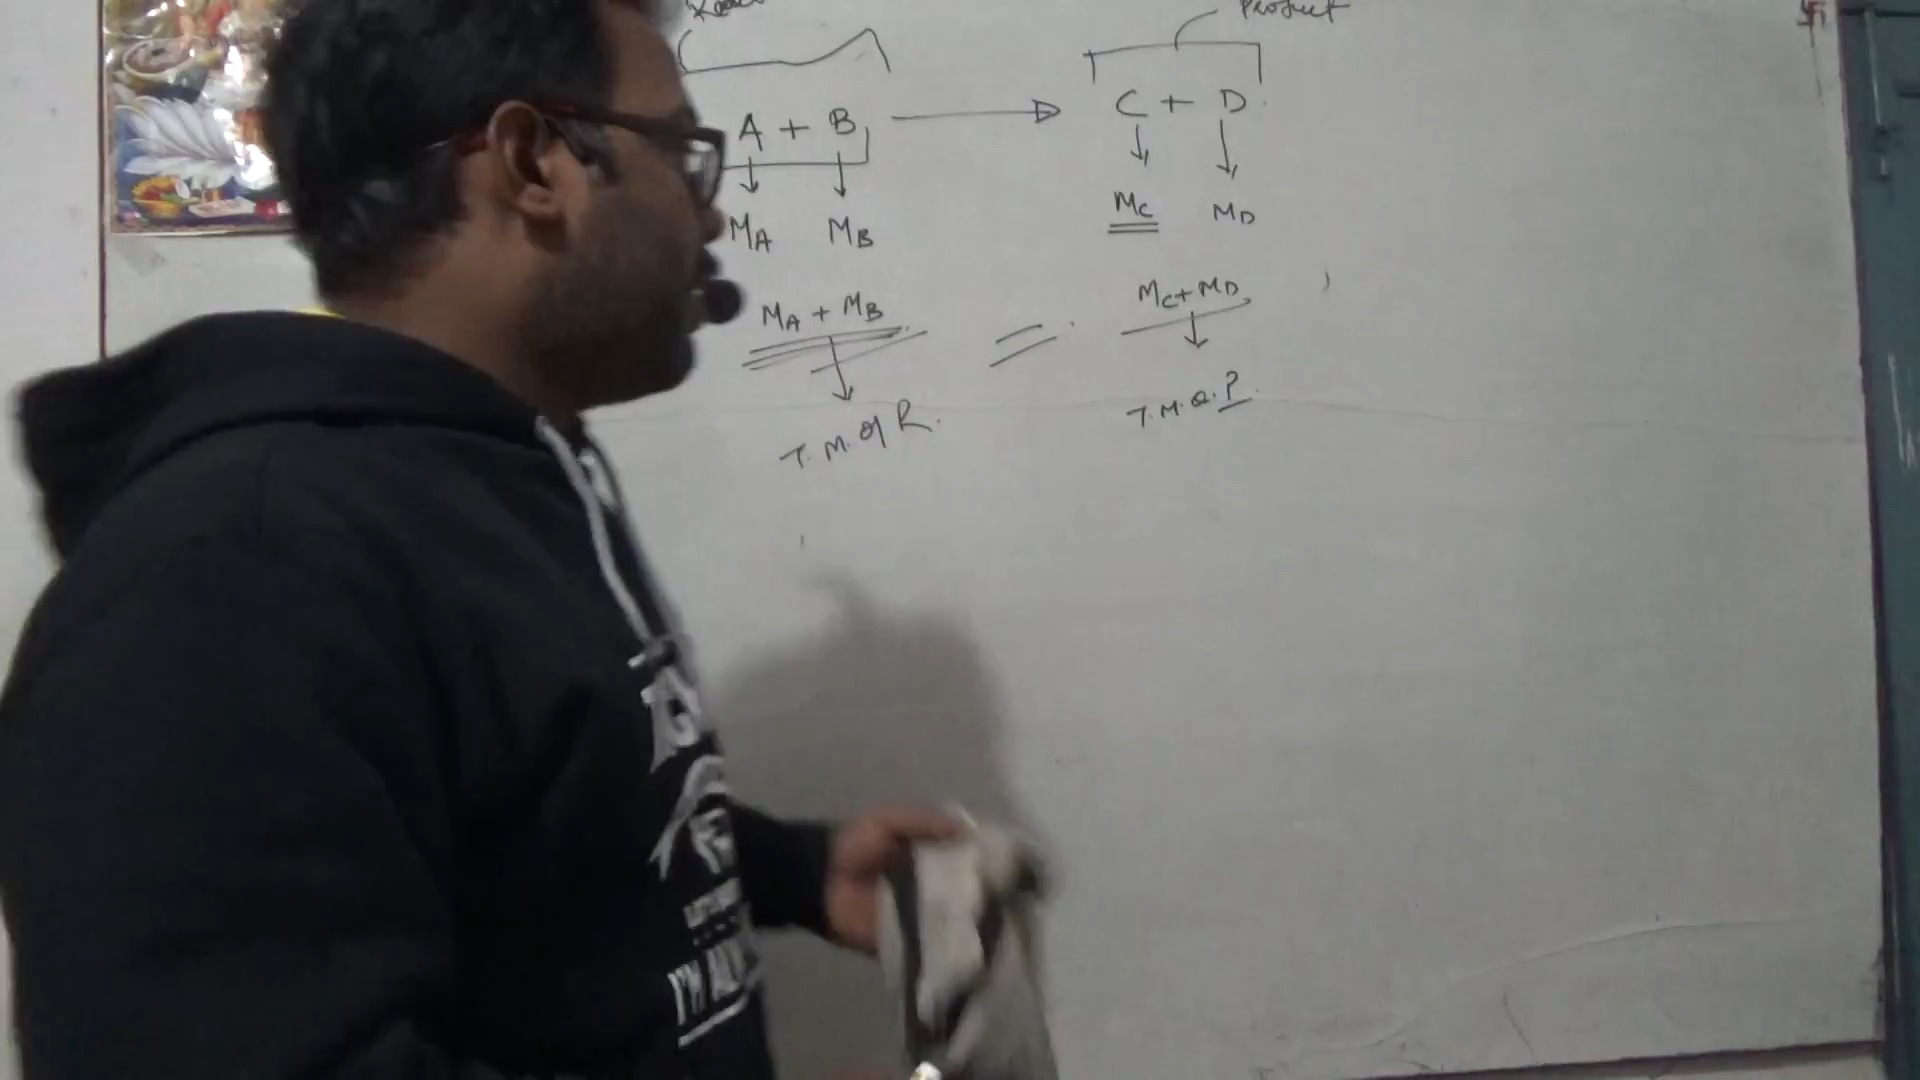 Product
A + B → C + D
MA MB MC MD
MA + MB = MC + MD
T. M. of R. T. M. O. P.
I'M